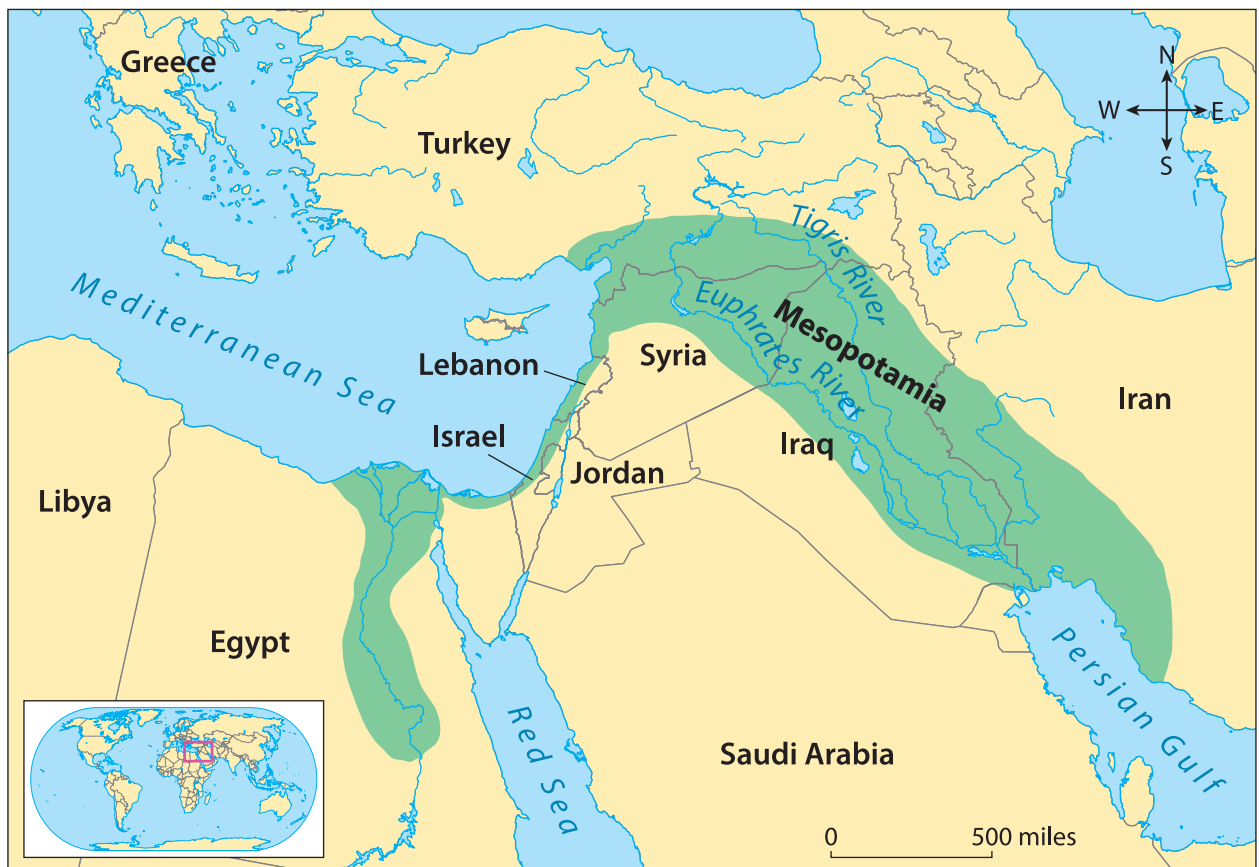 Greece
N
W
E
S
Turkey
Tigris River
Mediterranean Sea
Euphrates River
Mesopotamia
Lebanon
Syria
Iran
Israel
Iraq
Jordan
Libya
Egypt
Persian Gulf
Red Sea
Saudi Arabia
0
500 miles